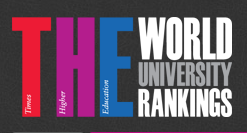 THE
Times Higher Education
WORLD
UNIVERSITY
RANKINGS